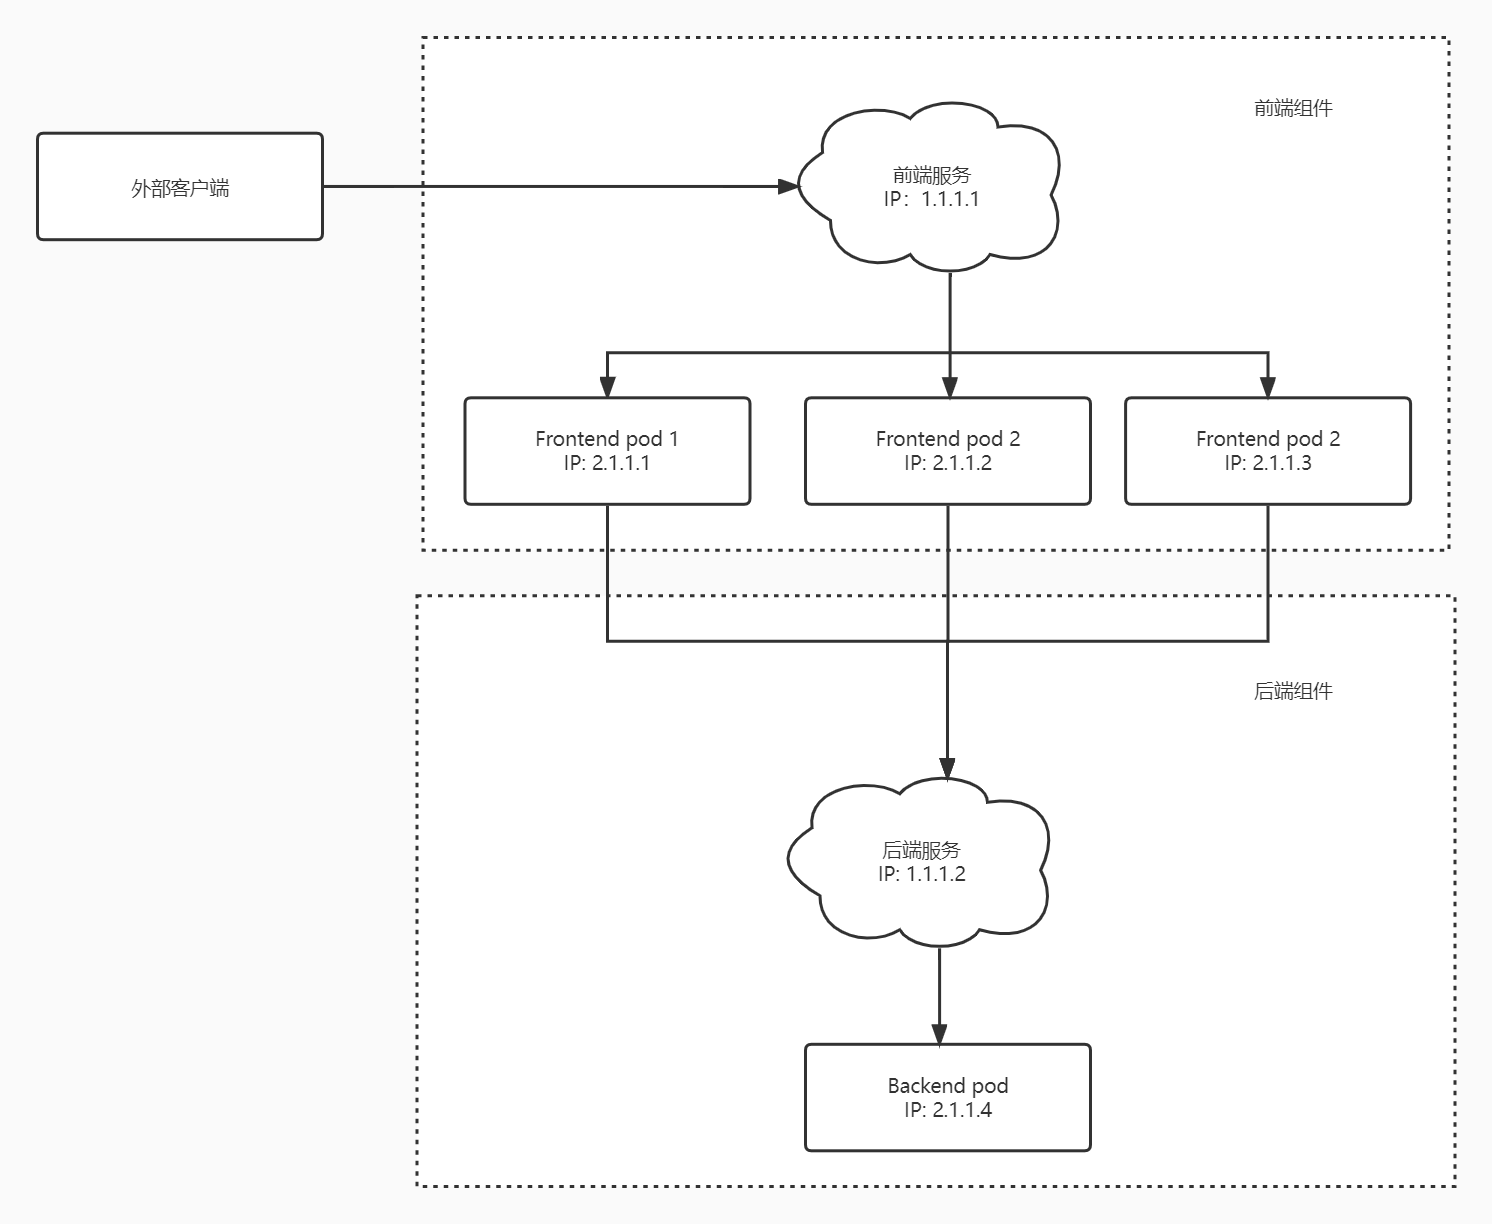 前端组件
外部客户端
前端服务
IP：1.1.1.1
Frontend pod 1
IP: 2.1.1.1
Frontend pod 2
IP: 2.1.1.2
Frontend pod 2
IP: 2.1.1.3
后端组件
后端服务
IP: 1.1.1.2
Backend pod
IP: 2.1.1.4